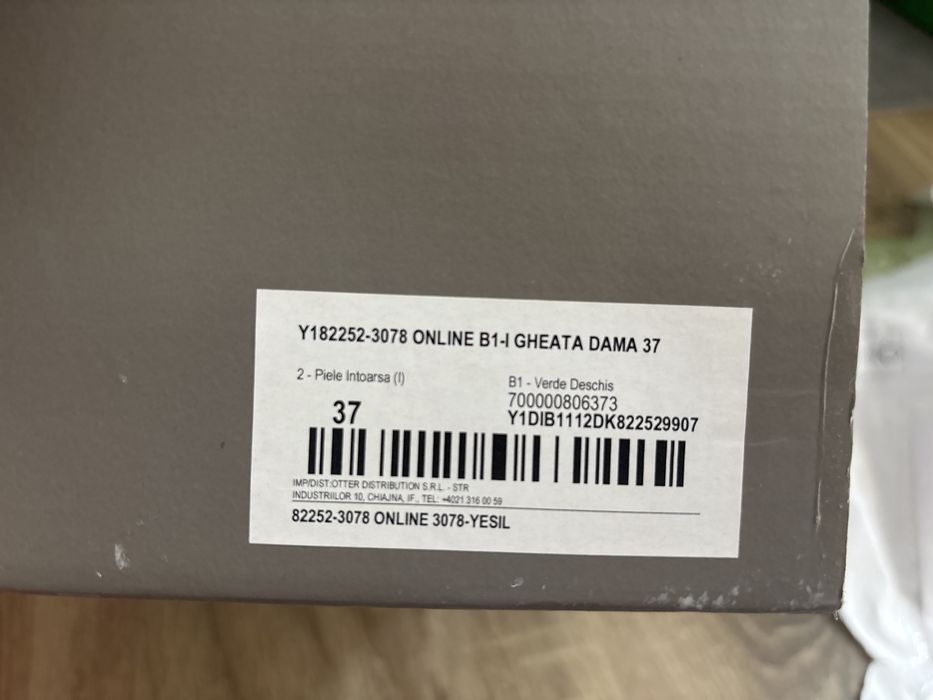 Y182252-3078 ONLINE B1-I GHEATA DAMA 37
2 - Piele Intoarsa (I)
B1 - Verde Deschis
37
700000806373
Y1DIB1112DK822529907
IMP/DIST:OTTER DISTRIBUTION S.R.L. - STR
INDUSTRIILOR 10, CHIAJNA, IF., TEL: +4021 316 00 59
82252-3078 ONLINE 3078-YESIL